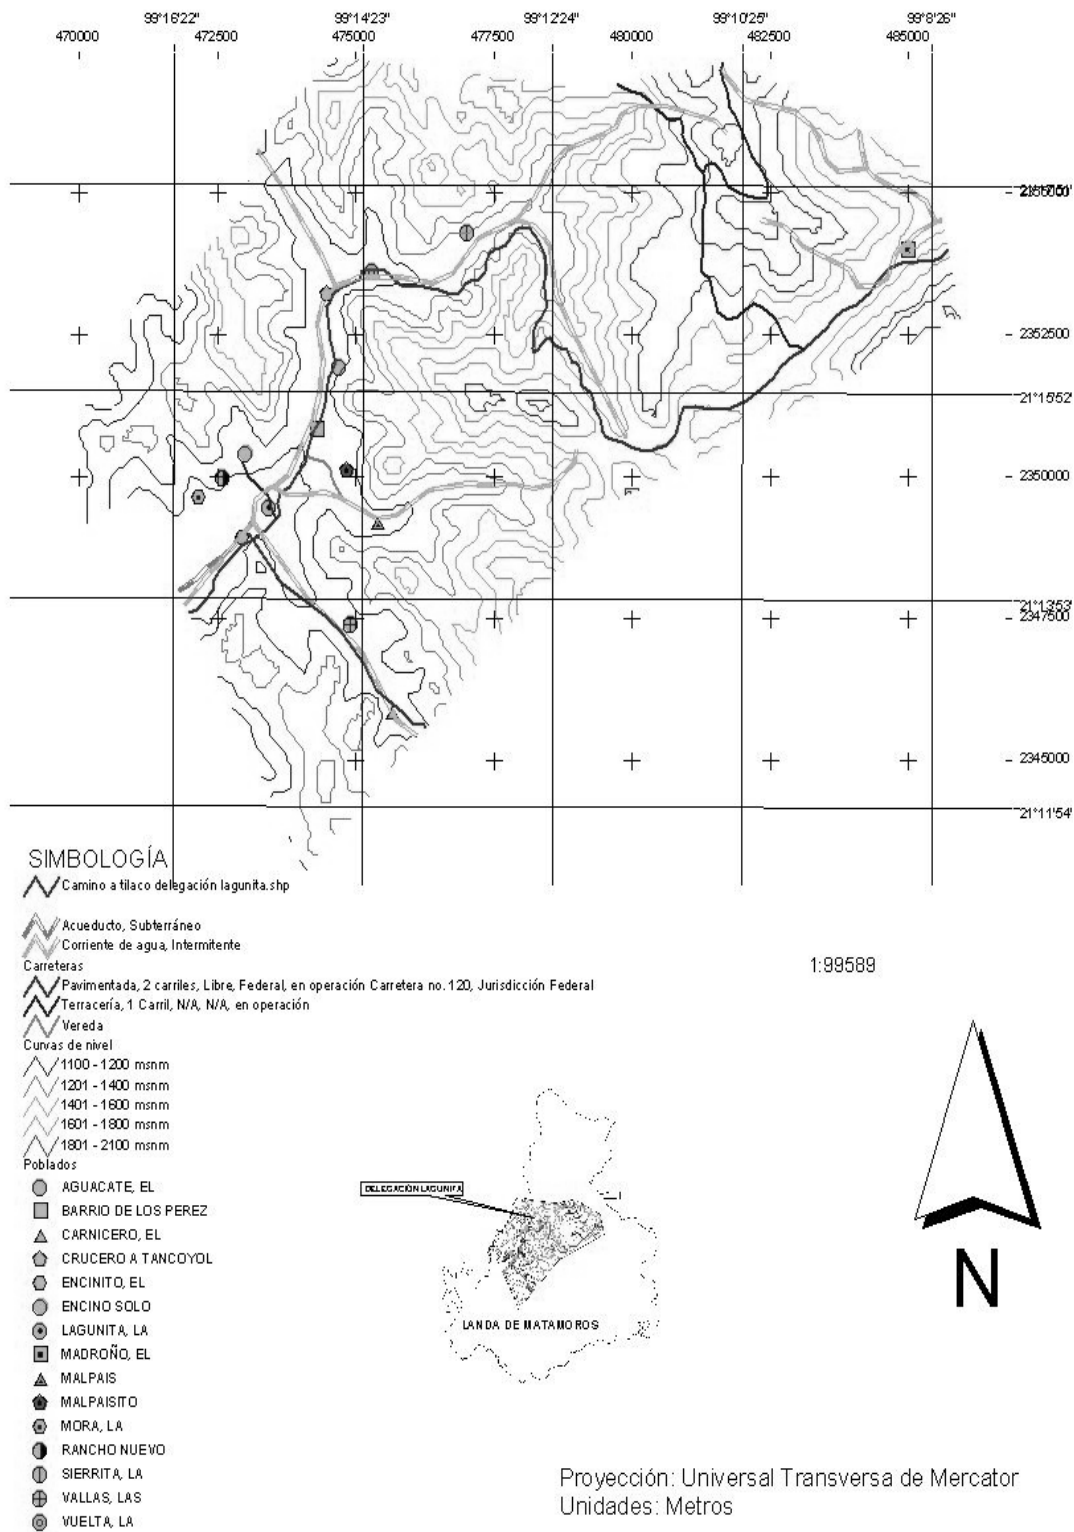 99°16'22" 99°14'23" 99°12'24" 99°10'25" 99°8'26"
470000 472500 475000 477500 480000 482500 485000
2352500
21°15'52"
2350000
21°13'53"
2347500
2345000
21°11'54"
SIMBOLOGÍA
Camino a tilaco delegación lagunita.shp
Acueducto, Subterráneo
Corriente de agua, Intermitente
Carreteras
1:99589
Pavimentada, 2 carriles, Libre, Federal, en operación Carretera no. 120, Jurisdicción Federal
Terracería, 1 Carril, N/A, N/A, en operación
Vereda
Curvas de nivel
1100 - 1200 msnm
1201 - 1400 msnm
1401 - 1600 msnm
1601 - 1800 msnm
1801 - 2100 msnm
Poblados
AGUACATE, EL
BARRIO DE LOS PEREZ
CARNICERO, EL
CRUCERO A TANCOYOL
ENCINITO, EL
ENCINO SOLO
LAGUNITA, LA
MADROÑO, EL
MALPAIS
MALPAISITO
MORA, LA
RANCHO NUEVO
SIERRITA, LA
VALLAS, LAS
VUELTA, LA
DELEGACIÓN LAGUNITA
LANDA DE MATAMOROS
N
Proyección: Universal Transversa de Mercator
Unidades: Metros